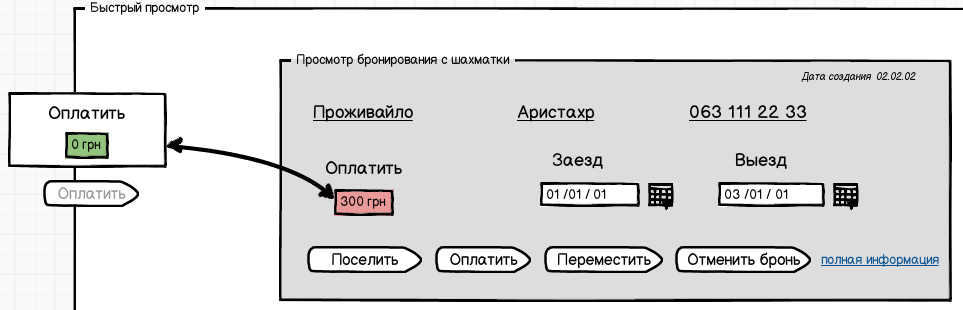 Быстрый просмотр
Просмотр бронирования с шахматки
Дата создания 02.02.02
Оплатить
0 грн
Оплатить
Проживайло Аристахр 063 111 22 33
Оплатить Заезд Выезд
300 грн 01 /01 / 01 03 /01 / 01
Поселить Оплатить Переместить Отменить бронь полная информация